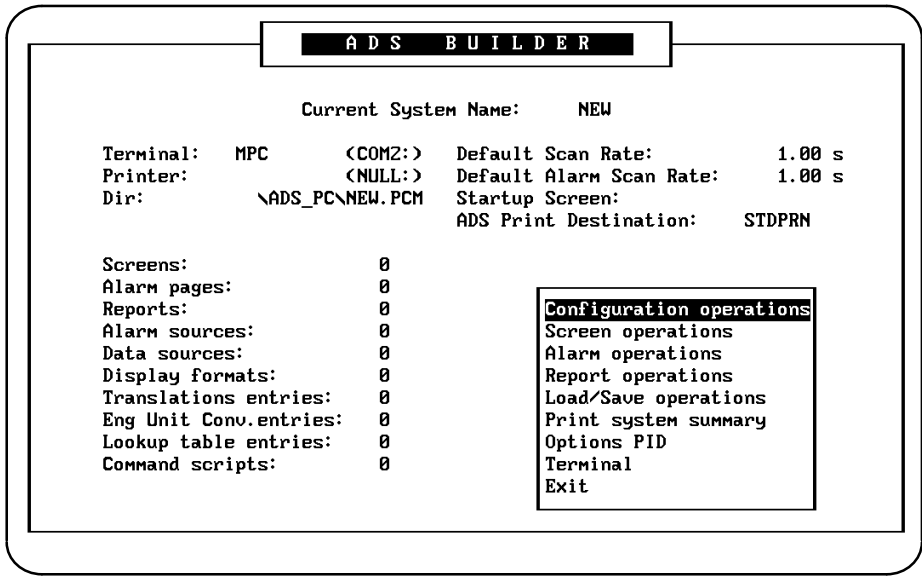 ADS BUILDER
Current System Name: NEW
Terminal: MPC (COM2:) Default Scan Rate: 1.00 s
Printer: (NULL:) Default Alarm Scan Rate: 1.00 s
Dir: \ADS_PC\NEW.PCM Startup Screen:
ADS Print Destination: STDPRN
Screens: 0
Alarm pages: 0
Reports: 0
Alarm sources: 0
Data sources: 0
Display formats: 0
Translations entries: 0
Eng Unit Conv.entries: 0
Lookup table entries: 0
Command scripts: 0
Configuration operations
Screen operations
Alarm operations
Report operations
Load/Save operations
Print system summary
Options PID
Terminal
Exit